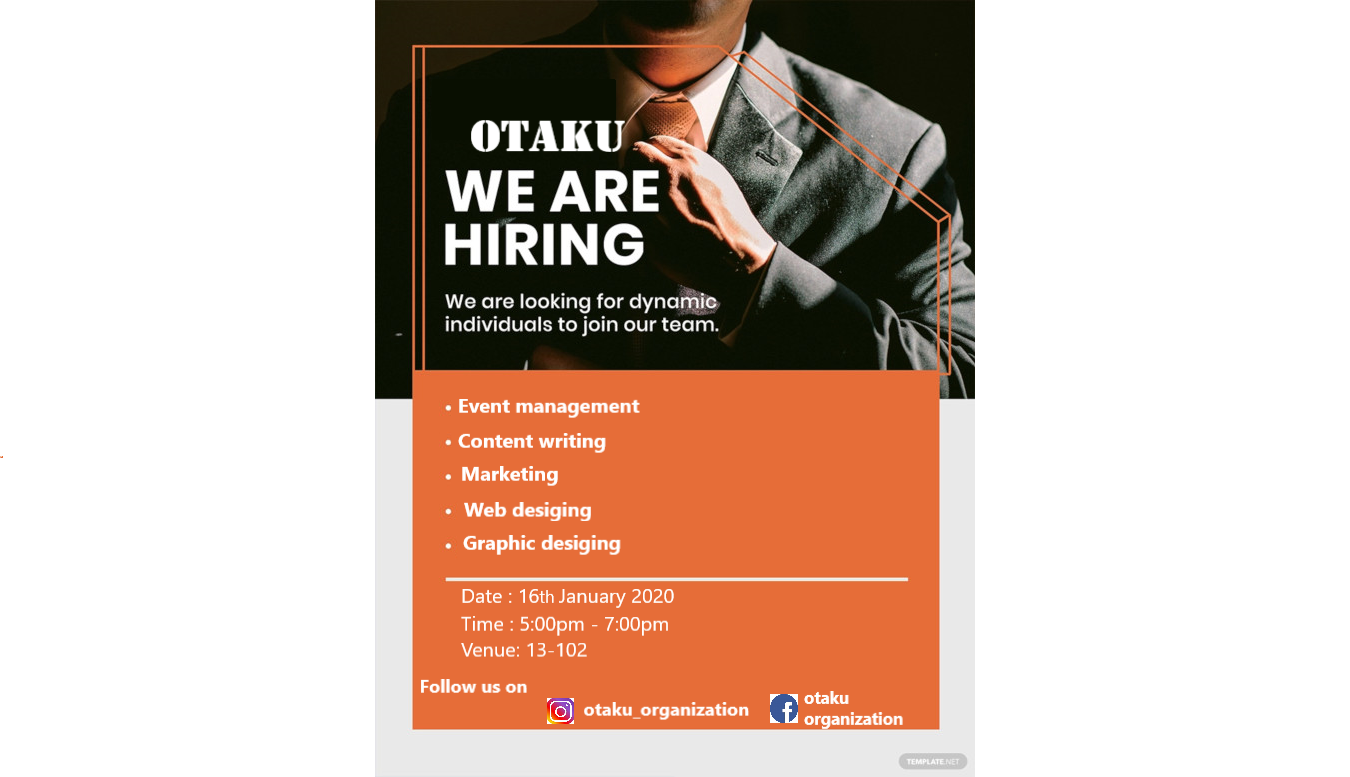 OTAKU
WE ARE
HIRING
We are looking for dynamic
individuals to join our team.
• Event management
• Content writing
• Marketing
• Web desiging
• Graphic desiging
Date : 16th January 2020
Time : 5:00pm - 7:00pm
Venue: 13-102
Follow us on
otaku_organization
otaku
organization
TEMPLATE.NET